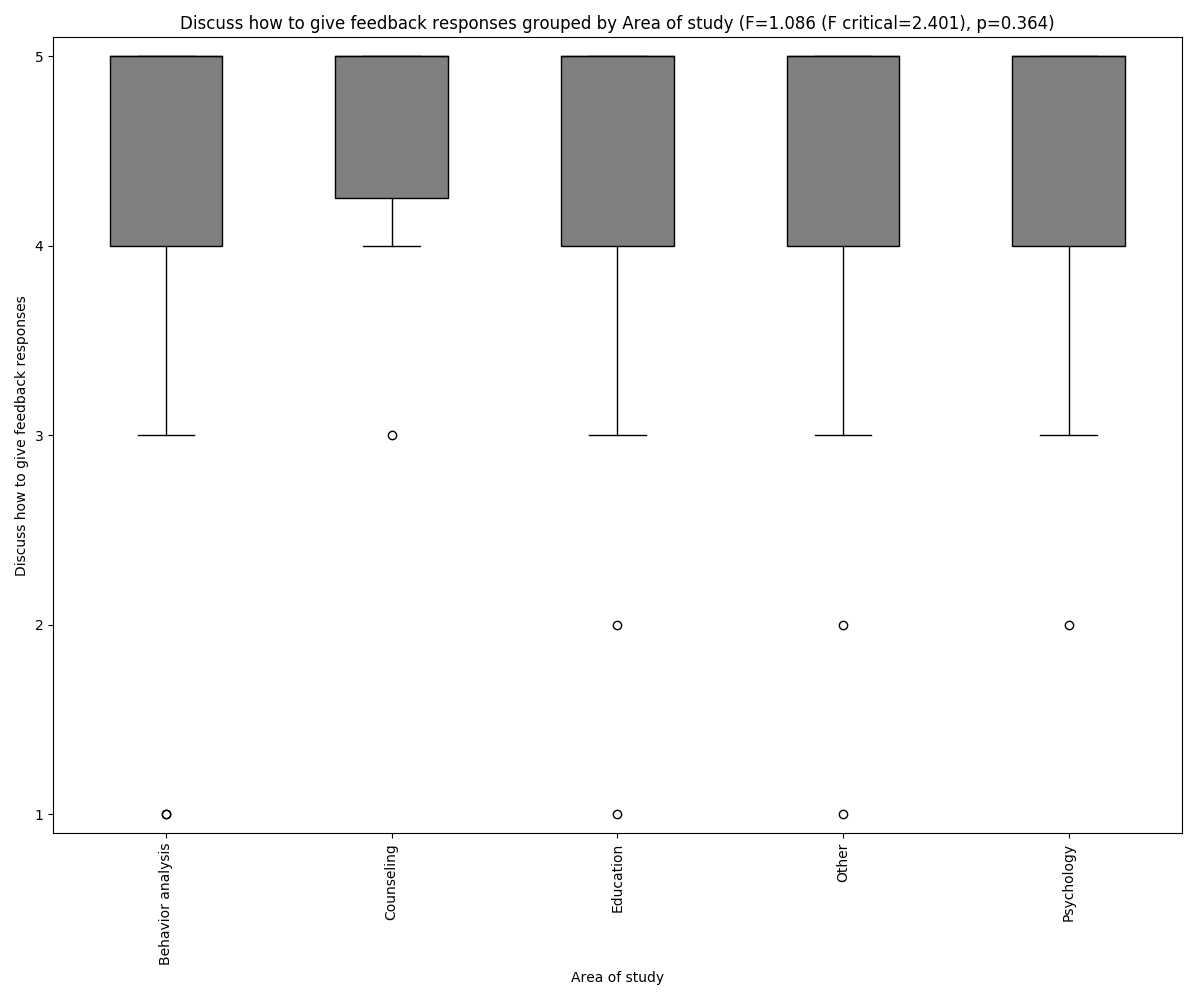 Discuss how to give feedback responses grouped by Area of study (F=1.086 (F critical=2.401), p=0.364)
Discuss how to give feedback responses
5
4
3
2
1
Behavior analysis
Counseling
Education
Other
Psychology
Area of study